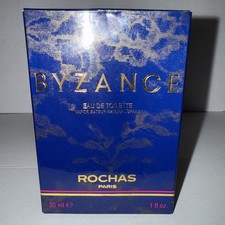 BYZANCE
EAU DE TOILETTE
ROCHAS
PARIS
30 ml e 1 fl oz